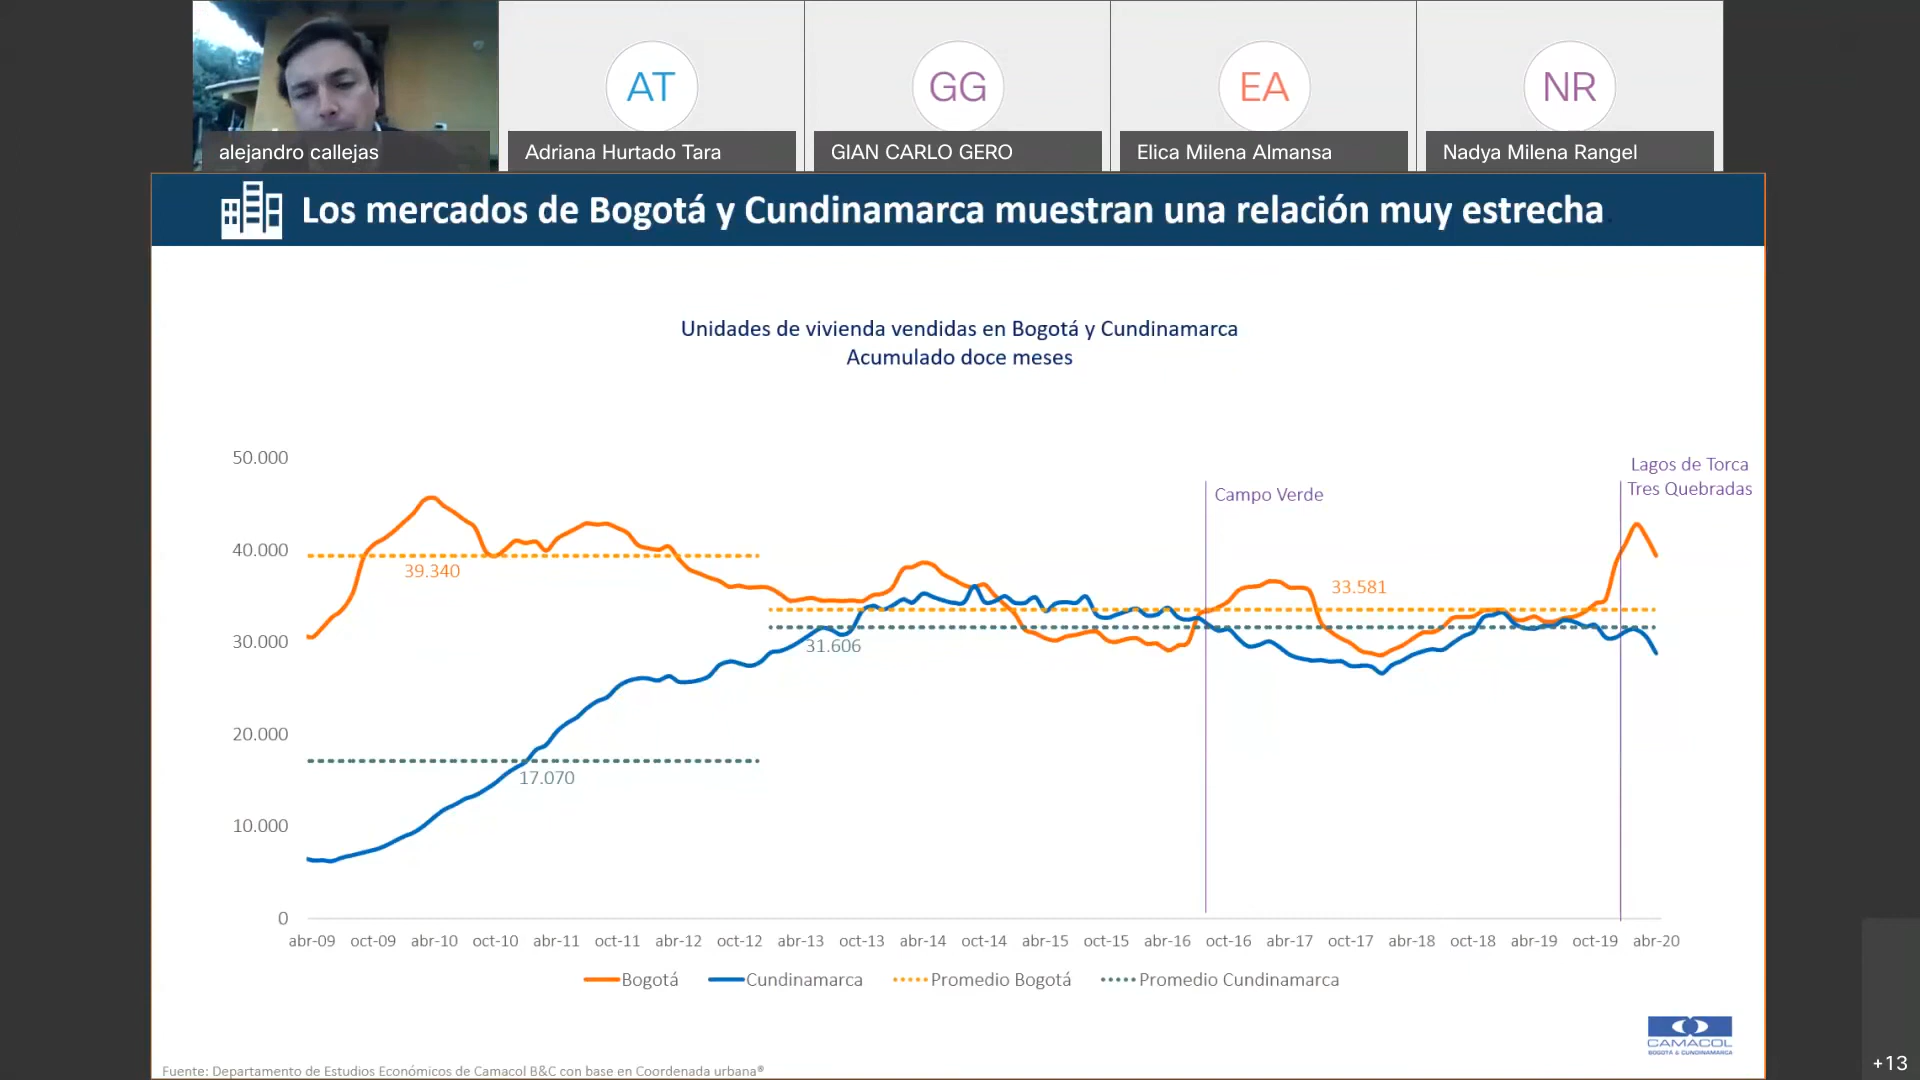 AT
GG
EA
NR
alejandro callejas
Adriana Hurtado Tara
GIAN CARLO GERO
Elica Milena Almansa
Nadya Milena Rangel
Los mercados de Bogotá y Cundinamarca muestran una relación muy estrecha.
Unidades de vivienda vendidas en Bogotá y Cundinamarca
Acumulado doce meses
50.000
40.000
30.000
20.000
10.000
0
Lagos de Torca
Tres Quebradas
Campo Verde
39.340
33.581
31.606
17.070
abr-09 oct-09 abr-10 oct-10 abr-11 oct-11 abr-12 oct-12 abr-13 oct-13 abr-14 oct-14 abr-15 oct-15 abr-16 oct-16 abr-17 oct-17 abr-18 oct-18 abr-19 oct-19 abr-20
Bogotá Cundinamarca Promedio Bogotá Promedio Cundinamarca
CAMACOL
BOGOTÁ & CUNDINAMARCA
+13
Fuente: Departamento de Estudios Económicos de Camacol B&C con base en Coordenada urbana®